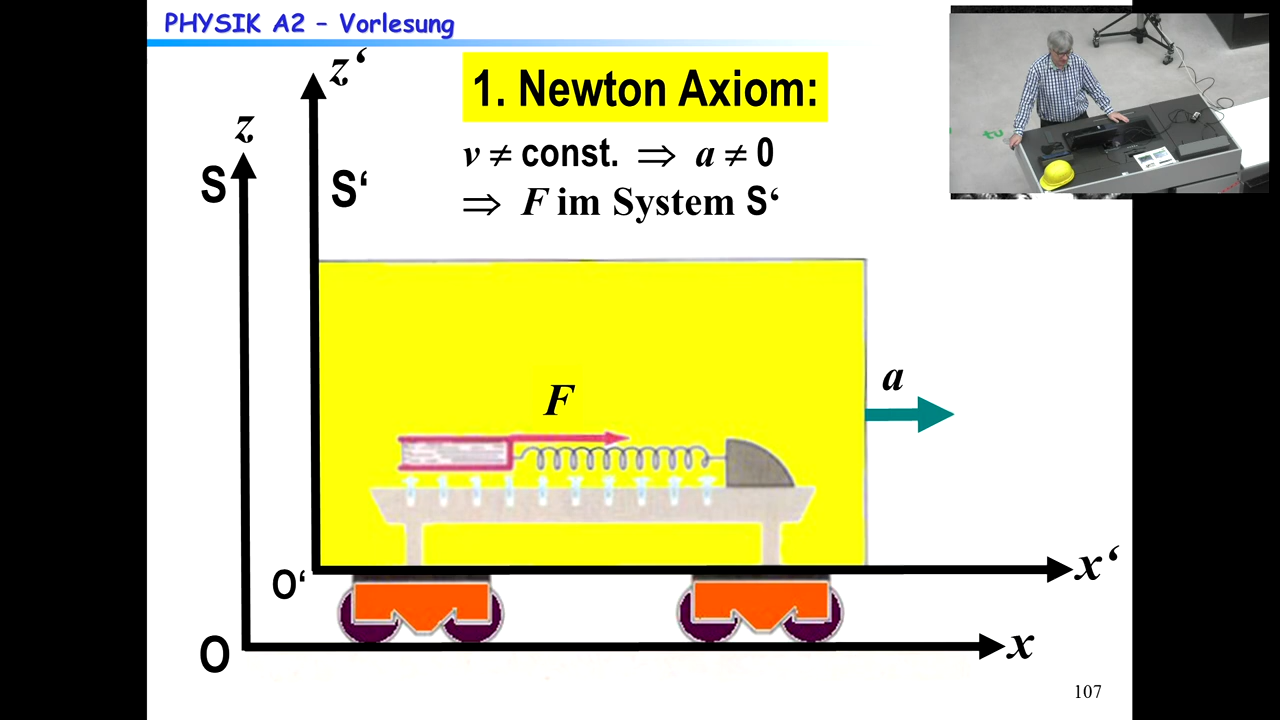 PHYSIK A2 – Vorlesung
1. Newton Axiom:
v ≠ const. ⇒ a ≠ 0
⇒ F im System S‘
z‘
z
S
S‘
a
F
O‘
x‘
O
x
107